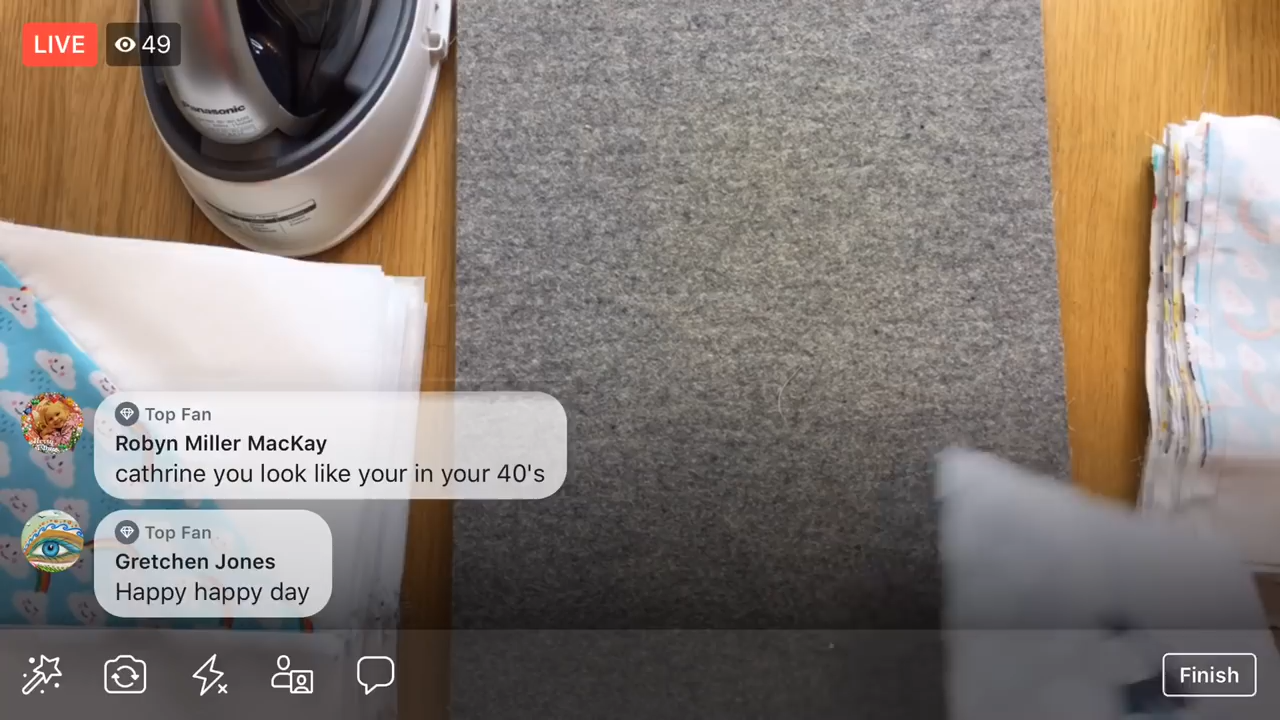 LIVE
49
Panasonic
Top Fan
Robyn Miller MacKay
cathrine you look like your in your 40's
Top Fan
Gretchen Jones
Happy happy day
Finish